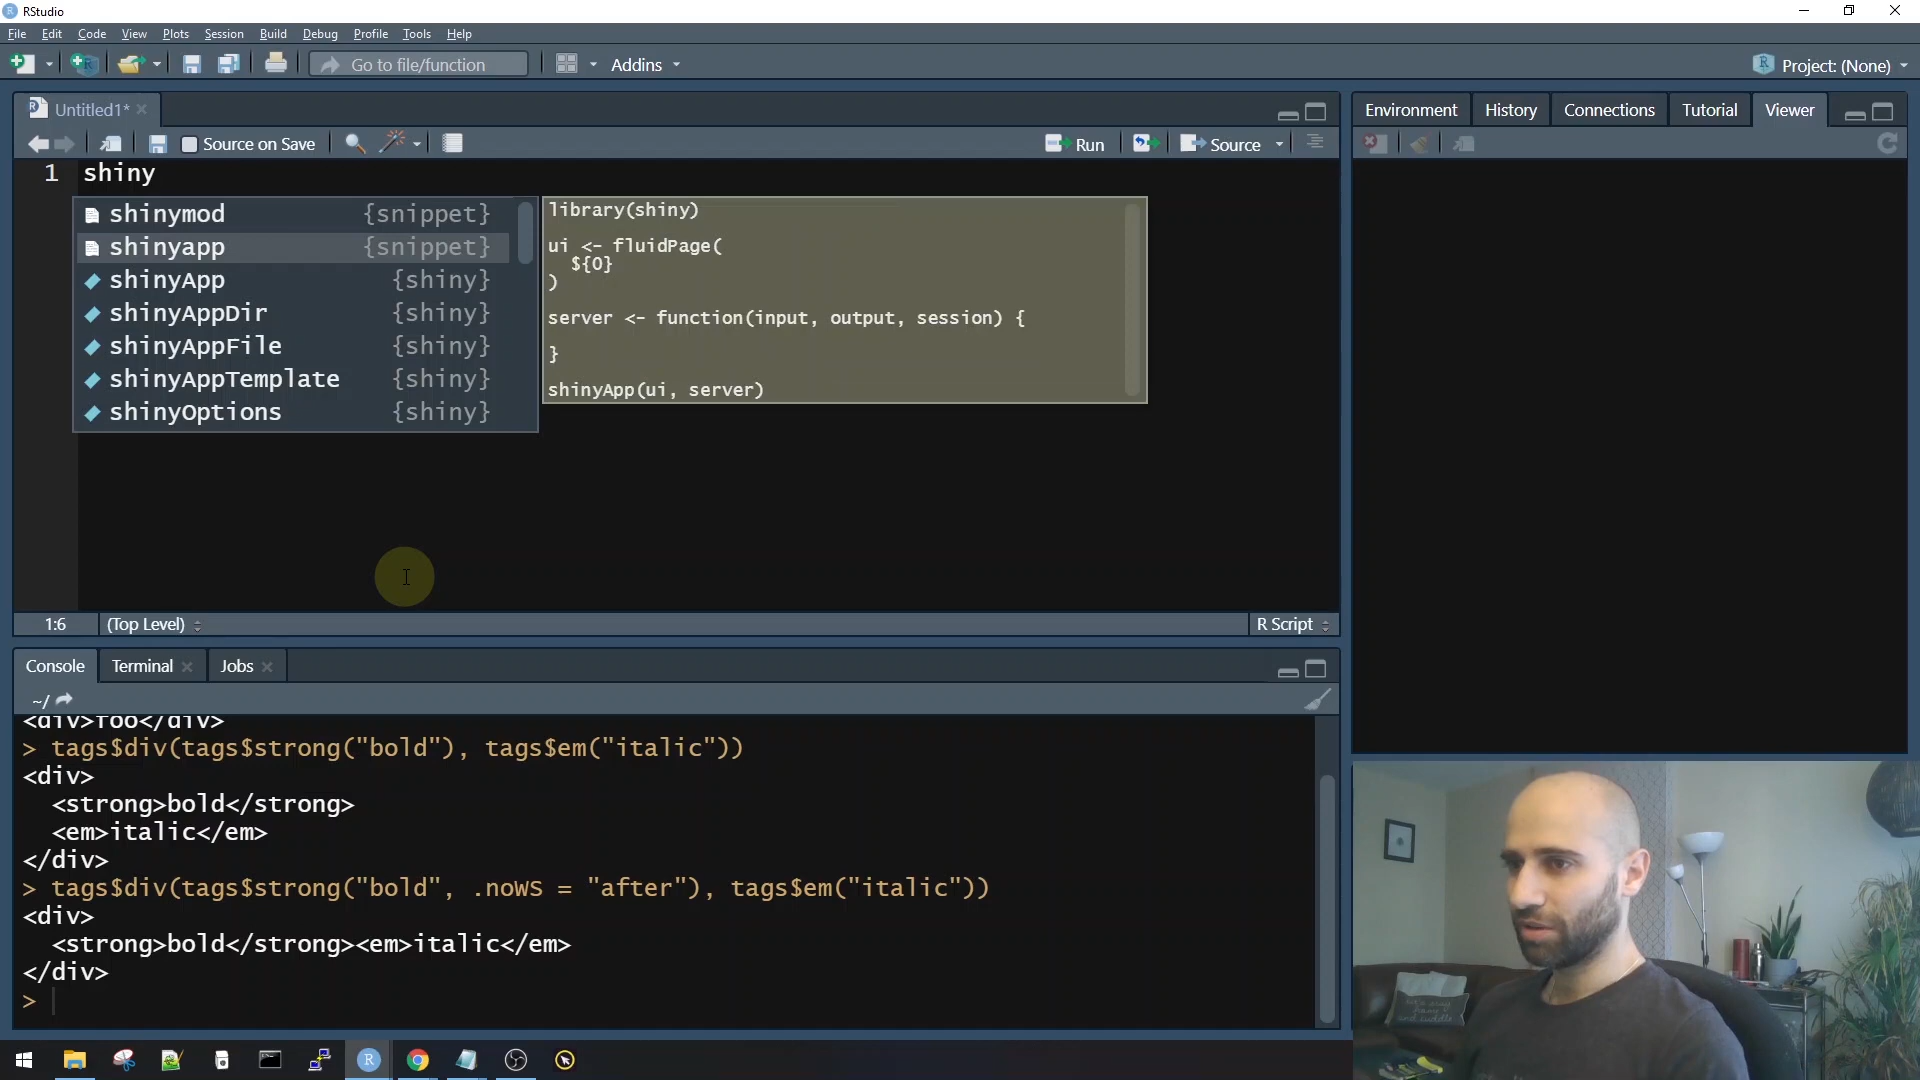 RStudio
File Edit Code View Plots Session Build Debug Profile Tools Help
Go to file/function Addins Project: (None)
Untitled1*
Source on Save Run Source
1 shiny
shinymod {snippet}
shinyapp {snippet}
shinyApp {shiny}
shinyAppDir {shiny}
shinyAppFile {shiny}
shinyAppTemplate {shiny}
shinyOptions {shiny}
library(shiny)
ui <- fluidPage(
${0}
)
server <- function(input, output, session) {
}
shinyApp(ui, server)
1:6 (Top Level) R Script
Environment History Connections Tutorial Viewer
Console Terminal Jobs
~/
<div>foo</div>
> tags$div(tags$strong("bold"), tags$em("italic"))
<div>
<strong>bold</strong>
<em>italic</em>
</div>
> tags$div(tags$strong("bold", .noWS = "after"), tags$em("italic"))
<div>
<strong>bold</strong><em>italic</em>
</div>
>